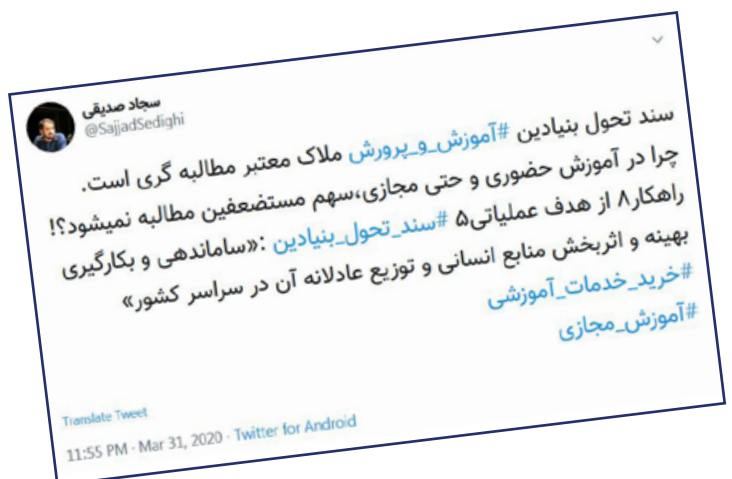 سجاد صدیقی
@SajjadSedighi
سند تحول بنیادین #آموزش_و_پرورش ملاک معتبر مطالبه گری است.
چرا در آموزش حضوری و حتی مجازی،سهم مستضعفین مطالبه نمیشود؟!
راهکار۸ از هدف عملیاتی۵ #سند_تحول_بنیادین :«ساماندهی و بکارگیری
بهینه و اثربخش منابع انسانی و توزیع عادلانه آن در سراسر کشور»
#خرید_خدمات_آموزشی
#آموزش_مجازی
Translate Tweet
11:55 PM · Mar 31, 2020 · Twitter for Android